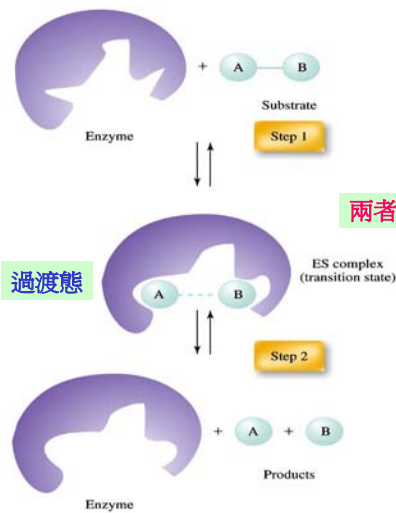 + A B
Substrate
Enzyme
Step 1
兩者
ES complex
(transition state)
過渡態
A B
Step 2
+ A + B
Products
Enzyme